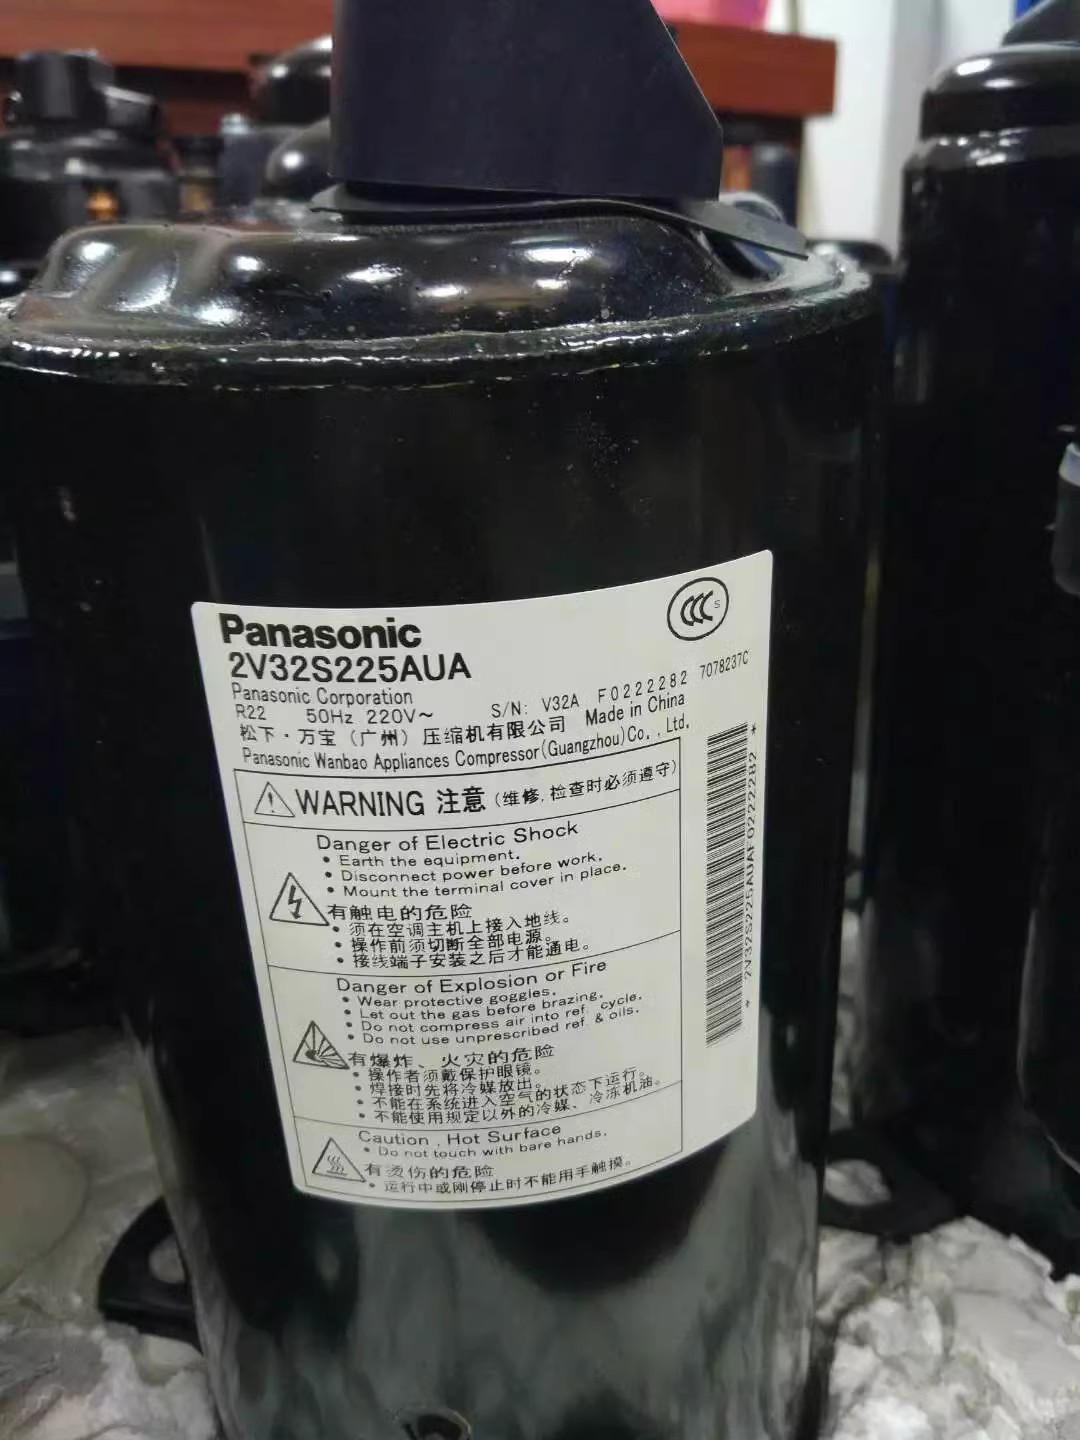 Panasonic
CCC S
2V32S225AUA
Panasonic Corporation
R22 50Hz 220V~ S/N: V32A F0222282 7078237C
松下·万宝（广州）压缩机有限公司 Made in China
Panasonic Wanbao Appliances Compressor(Guangzhou)Co.,Ltd.
WARNING 注意 (维修,检查时必须遵守)
Danger of Electric Shock
• Earth the equipment.
• Disconnect power before work.
• Mount the terminal cover in place.
有触电的危险
• 须在空调主机上接入地线。
• 操作前须切断全部电源。
• 接线端子安装之后才能通电。
Danger of Explosion or Fire
• Wear protective goggles.
• Let out the gas before brazing.
• Do not compress air into ref. cycle.
• Do not use unprescribed ref. & oils.
有爆炸、火灾的危险
• 操作者须戴保护眼镜。
• 焊接时先将冷媒放出。
• 不能在系统进入空气的状态下运行。
• 不能使用规定以外的冷媒、冷冻机油。
Caution , Hot Surface
• Do not touch with bare hands.
有烫伤的危险
• 运行中或刚停止时不能用手触摸。
* 2V32S225AUAF0222282 *